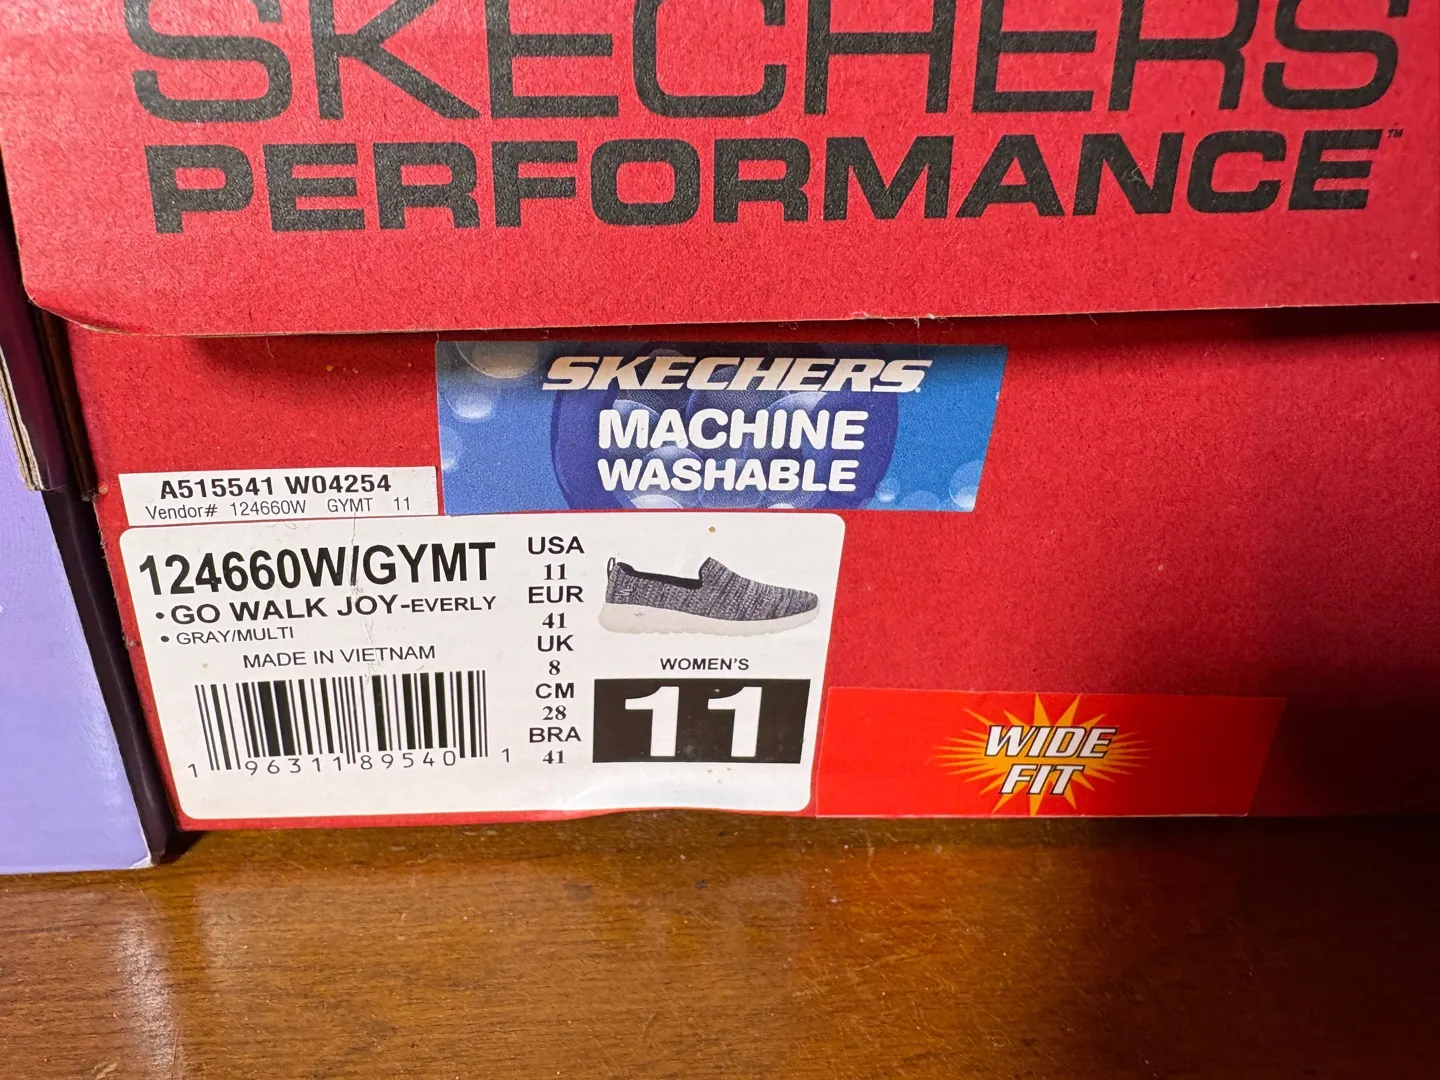 SKECHERS
PERFORMANCE™
SKECHERS
MACHINE
WASHABLE
A515541 W04254
Vendor# 124660W GYMT 11
124660W/GYMT
• GO WALK JOY-EVERLY
• GRAY/MULTI
MADE IN VIETNAM
1 96311 89540 1
USA
11
EUR
41
UK
8
CM
28
BRA
41
WOMEN'S
11
WIDE
FIT